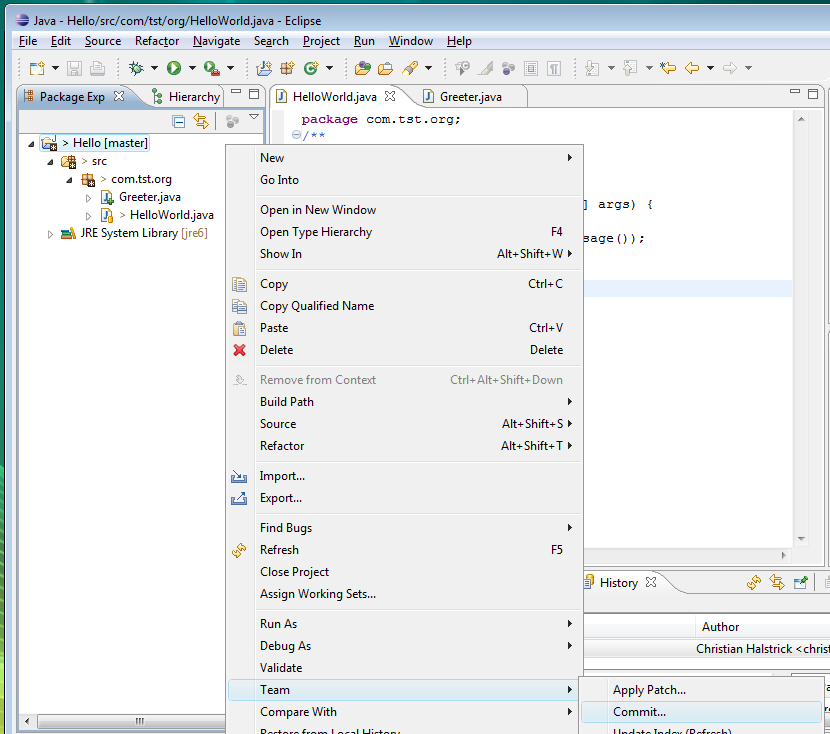 Java - Hello/src/com/tst/org/HelloWorld.java - Eclipse
File Edit Source Refactor Navigate Search Project Run Window Help
Package Exp Hierarchy
HelloWorld.java Greeter.java
> Hello [master]
> src
> com.tst.org
Greeter.java
> HelloWorld.java
JRE System Library [jre6]
package com.tst.org;
/**
] args) {
sage());
New
Go Into
Open in New Window
Open Type Hierarchy F4
Show In Alt+Shift+W
Copy Ctrl+C
Copy Qualified Name
Paste Ctrl+V
Delete Delete
Remove from Context Ctrl+Alt+Shift+Down
Build Path
Source Alt+Shift+S
Refactor Alt+Shift+T
Import...
Export...
Find Bugs
Refresh F5
Close Project
Assign Working Sets...
Run As
Debug As
Validate
Team
Compare With
Restore from Local History...
History
Author
Christian Halstrick <christ
Apply Patch...
Commit...
Update Index (Refresh)